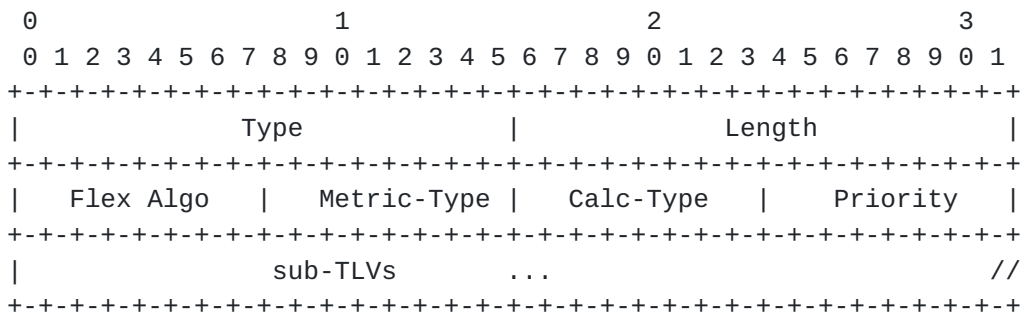 0                   1                   2                   3
 0 1 2 3 4 5 6 7 8 9 0 1 2 3 4 5 6 7 8 9 0 1 2 3 4 5 6 7 8 9 0 1
+-+-+-+-+-+-+-+-+-+-+-+-+-+-+-+-+-+-+-+-+-+-+-+-+-+-+-+-+-+-+-+-+
|              Type             |             Length            |
+-+-+-+-+-+-+-+-+-+-+-+-+-+-+-+-+-+-+-+-+-+-+-+-+-+-+-+-+-+-+-+-+
|   Flex Algo   |   Metric-Type |   Calc-Type   |    Priority   |
+-+-+-+-+-+-+-+-+-+-+-+-+-+-+-+-+-+-+-+-+-+-+-+-+-+-+-+-+-+-+-+-+
|                sub-TLVs       ...                            //
+-+-+-+-+-+-+-+-+-+-+-+-+-+-+-+-+-+-+-+-+-+-+-+-+-+-+-+-+-+-+-+-+